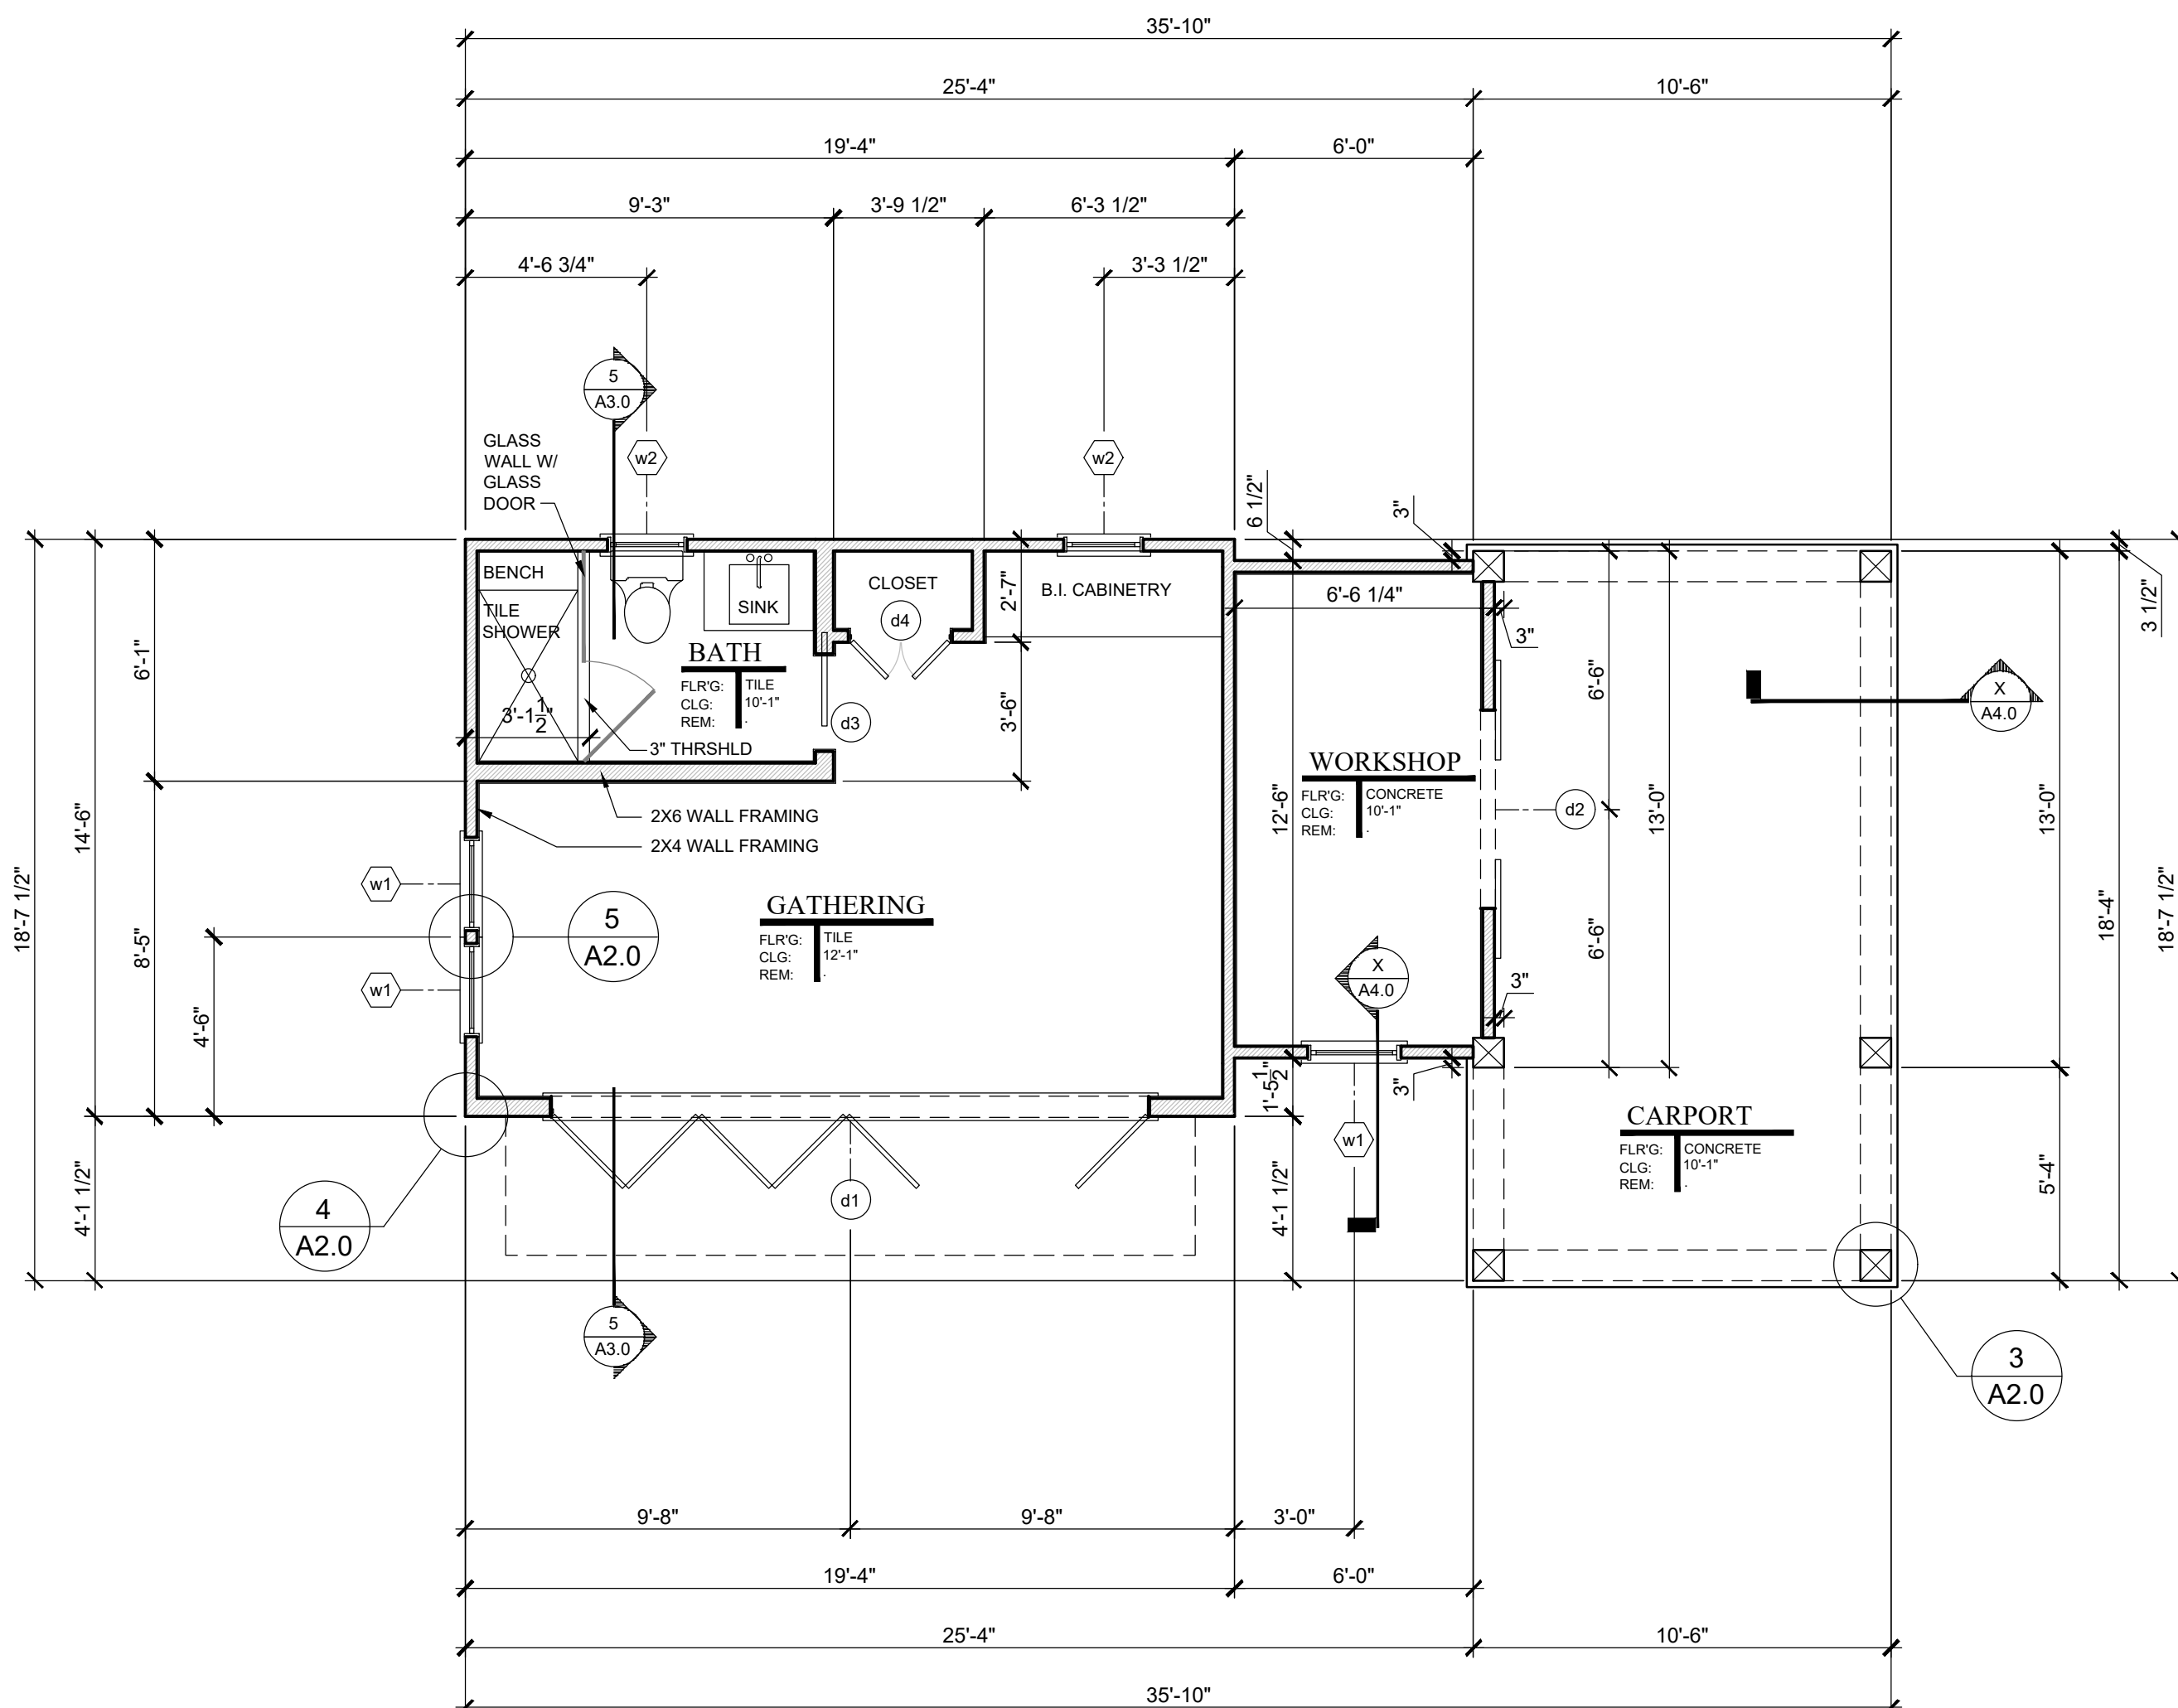 35'-10"
25'-4"
10'-6"
19'-4"
6'-0"
9'-3"
3'-9 1/2"
6'-3 1/2"
4'-6 3/4"
3'-3 1/2"
5
A3.0
GLASS
WALL W/
GLASS
DOOR
w2
w2
6 1/2"
3"
BENCH
TILE
SHOWER
SINK
CLOSET
d4
2'-7"
B.I. CABINETRY
6'-6 1/4"
3"
3 1/2"
BATH
FLR'G: TILE
CLG: 10'-1"
REM: .
3'-1 1/2"
d3
3'-6"
3" THRSHLD
6'-1"
6'-6"
X
A4.0
WORKSHOP
FLR'G: CONCRETE
CLG: 10'-1"
REM: .
d2
12'-6"
13'-0"
13'-0"
2X6 WALL FRAMING
2X4 WALL FRAMING
14'-6"
18'-7 1/2"
8'-5"
4'-6"
w1
w1
5
A2.0
GATHERING
FLR'G: TILE
CLG: 12'-1"
REM: .
X
A4.0
6'-6"
3"
18'-4"
18'-7 1/2"
1'-5 1/2"
3"
w1
CARPORT
FLR'G: CONCRETE
CLG: 10'-1"
REM: .
4'-1 1/2"
4'-1 1/2"
5'-4"
d1
4
A2.0
5
A3.0
3
A2.0
9'-8"
9'-8"
3'-0"
19'-4"
6'-0"
25'-4"
10'-6"
35'-10"